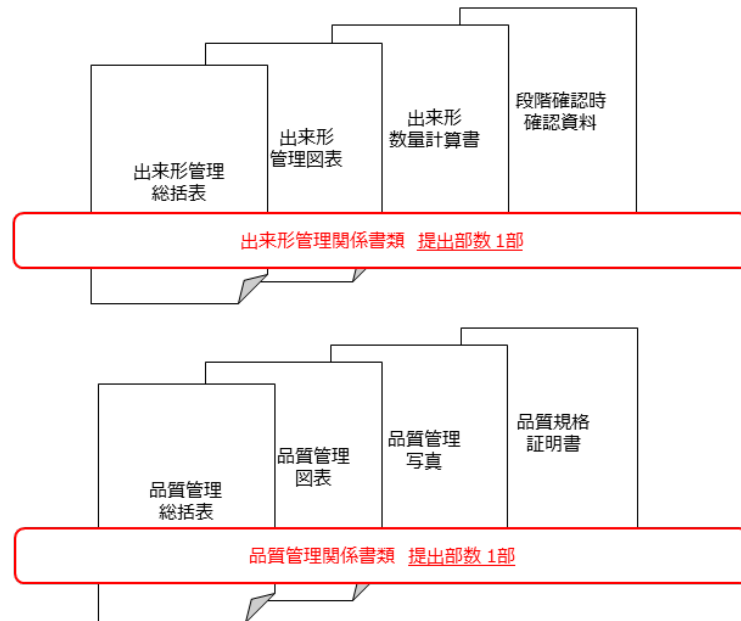 出来形管理
総括表
出来形
管理図表
出来形
数量計算書
段階確認時
確認資料
出来形管理関係書類 提出部数 1部
品質管理
総括表
品質管理
図表
品質管理
写真
品質規格
証明書
品質管理関係書類 提出部数 1部